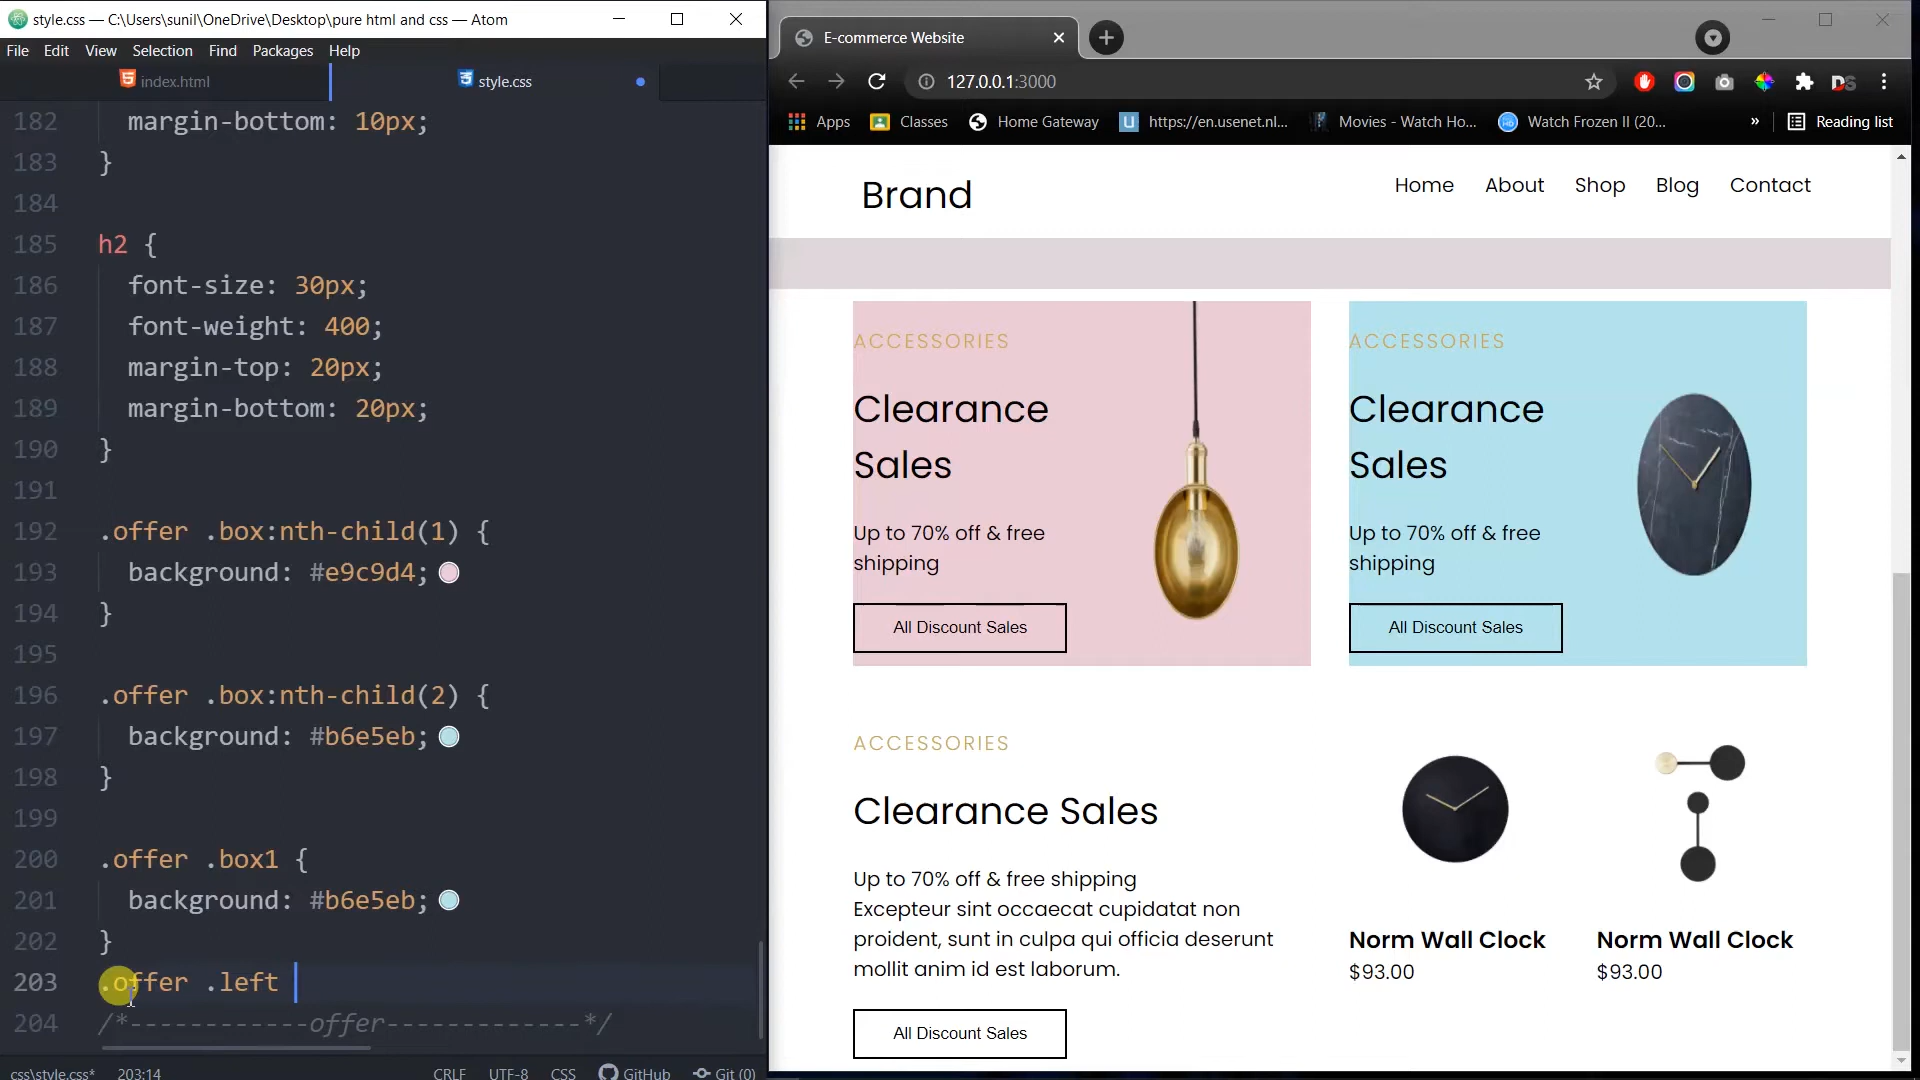 style.css — C:\Users\sunil\OneDrive\Desktop\pure html and css — Atom
File Edit View Selection Find Packages Help
index.html style.css
182 margin-bottom: 10px;
183 }
184
185 h2 {
186 font-size: 30px;
187 font-weight: 400;
188 margin-top: 20px;
189 margin-bottom: 20px;
190 }
191
192 .offer .box:nth-child(1) {
193 background: #e9c9d4;
194 }
195
196 .offer .box:nth-child(2) {
197 background: #b6e5eb;
198 }
199
200 .offer .box1 {
201 background: #b6e5eb;
202 }
203 .offer .left
204 /*------------offer-------------*/
css\style.css* 203:14 CRLF UTF-8 CSS GitHub Git (0)
E-commerce Website
127.0.0.1:3000
Apps Classes Home Gateway https://en.usenet.nl... Movies - Watch Ho... Watch Frozen II (20... » Reading list
Brand Home About Shop Blog Contact
ACCESSORIES
Clearance
Sales
Up to 70% off & free
shipping
All Discount Sales
ACCESSORIES
Clearance
Sales
Up to 70% off & free
shipping
All Discount Sales
ACCESSORIES
Clearance Sales
Up to 70% off & free shipping
Excepteur sint occaecat cupidatat non
proident, sunt in culpa qui officia deserunt
mollit anim id est laborum.
All Discount Sales
Norm Wall Clock
$93.00
Norm Wall Clock
$93.00